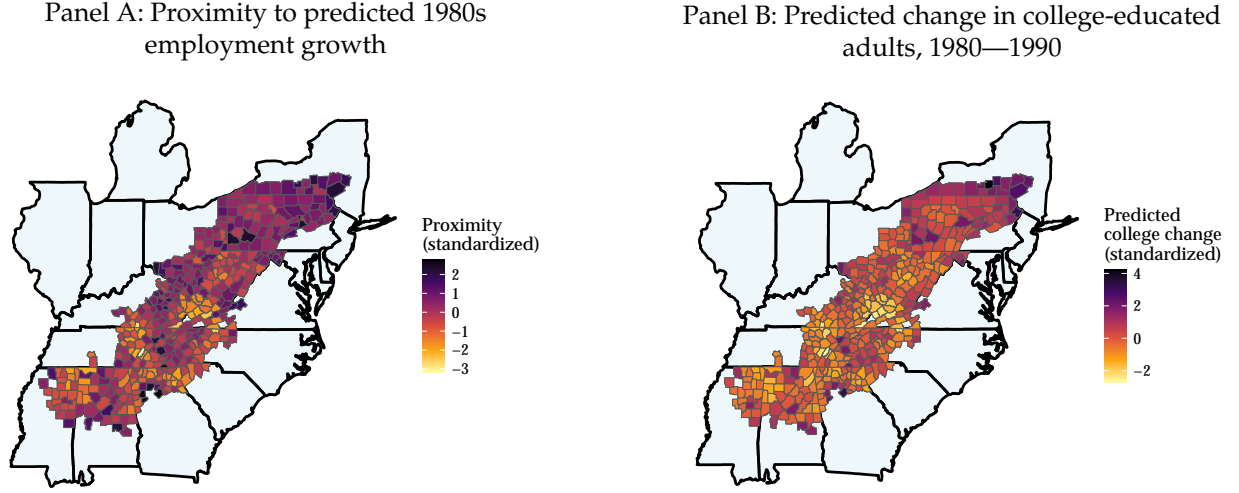 Panel A: Proximity to predicted 1980s
employment growth
Proximity
(standardized)
2
1
0
−1
−2
−3
Panel B: Predicted change in college-educated
adults, 1980—1990
Predicted
college change
(standardized)
4
2
0
−2